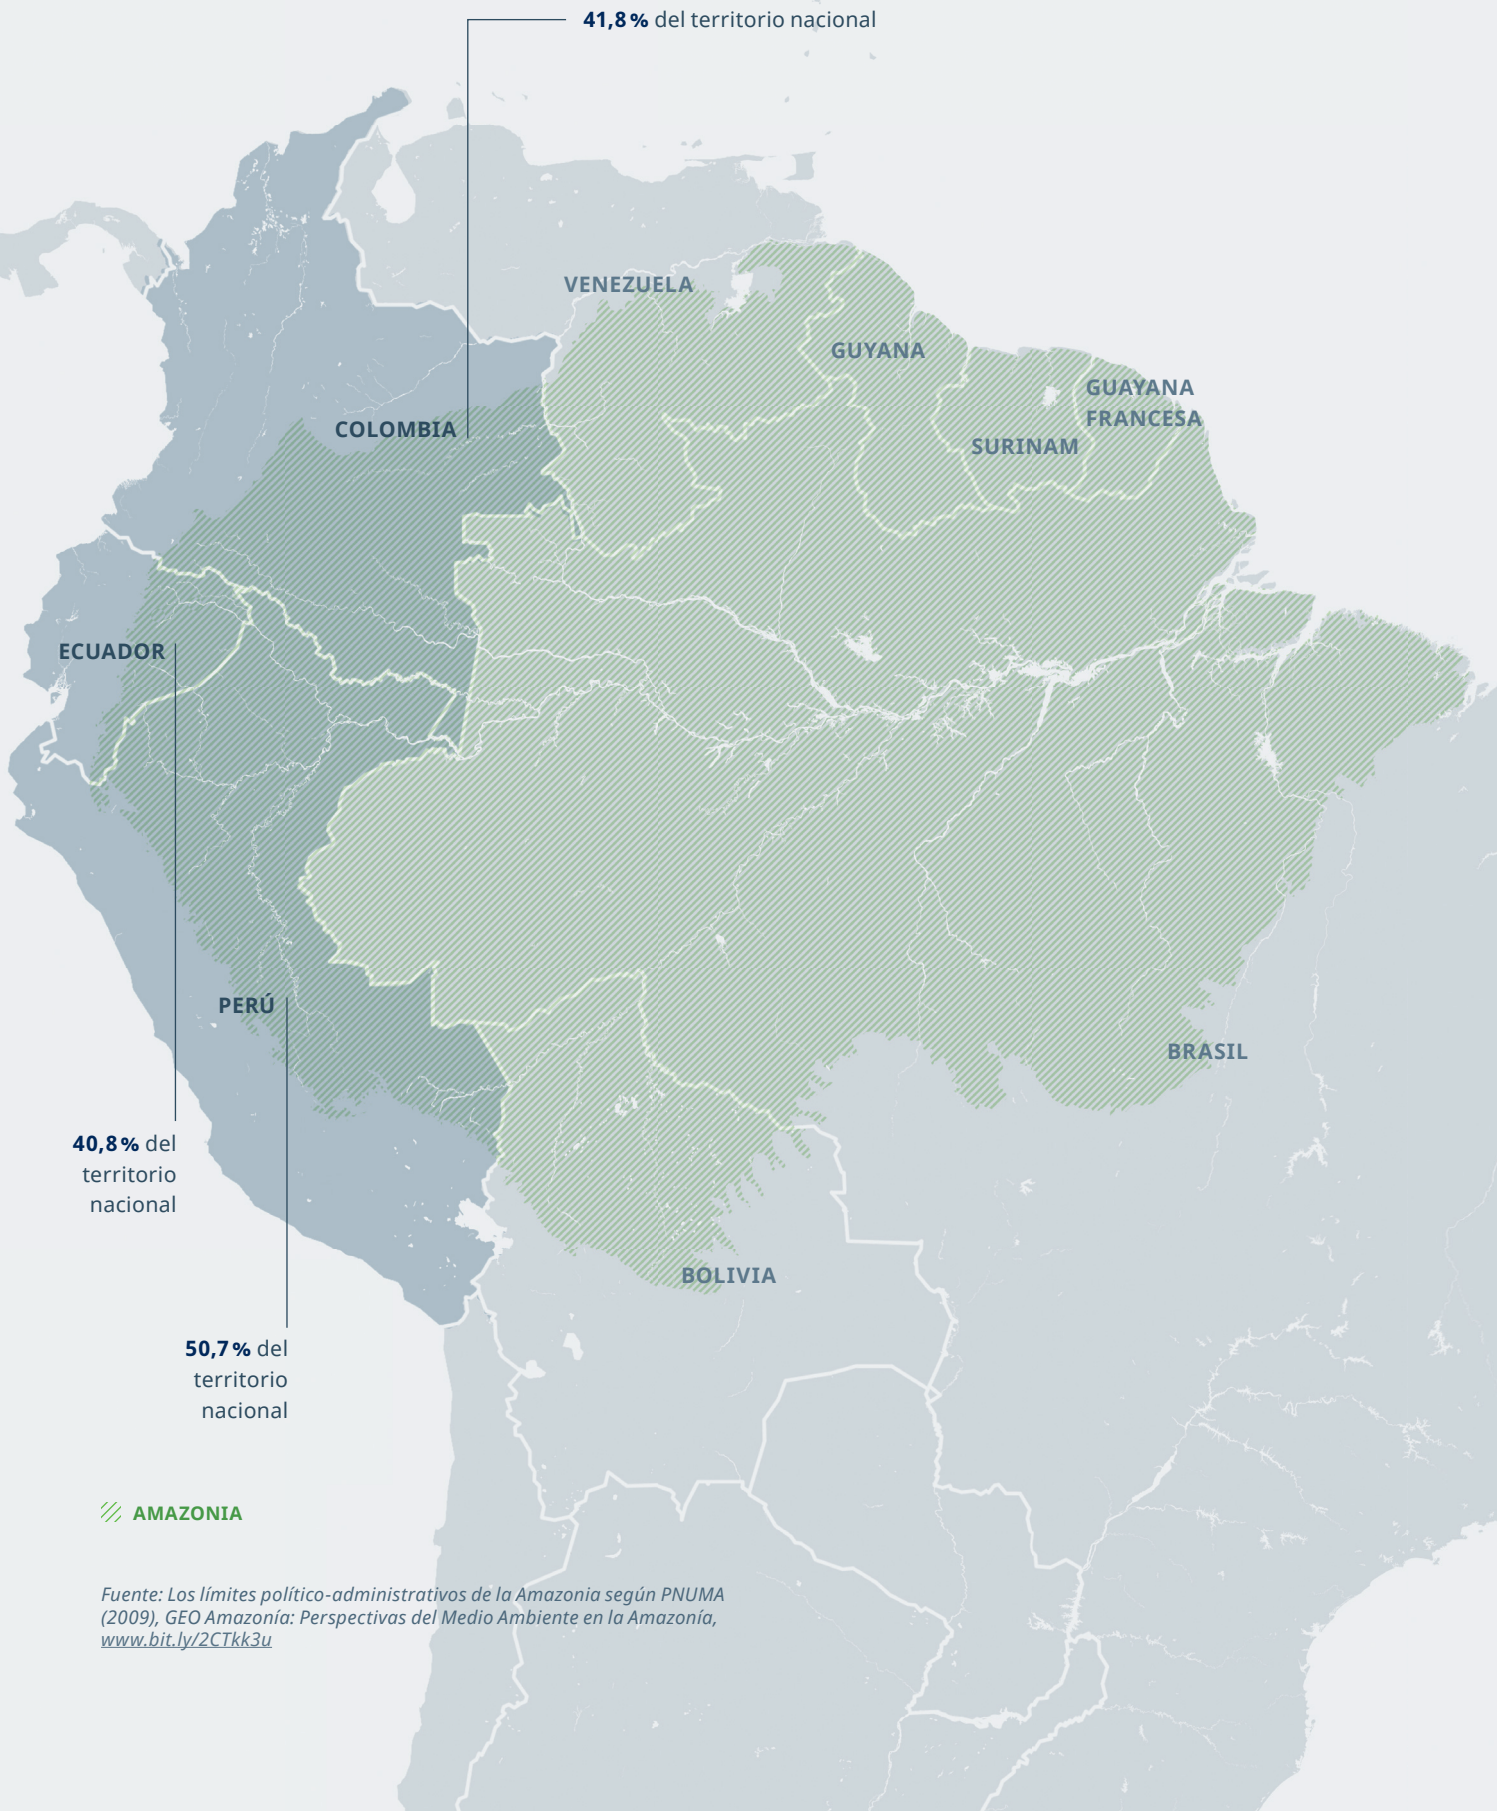 41,8 % del territorio nacional
VENEZUELA
GUYANA
GUAYANA
FRANCESA
COLOMBIA
SURINAM
ECUADOR
PERÚ
BRASIL
40,8 % del
territorio
nacional
BOLIVIA
50,7 % del
territorio
nacional
AMAZONIA
Fuente: Los límites político-administrativos de la Amazonia según PNUMA
(2009), GEO Amazonía: Perspectivas del Medio Ambiente en la Amazonía,
www.bit.ly/2CTkk3u